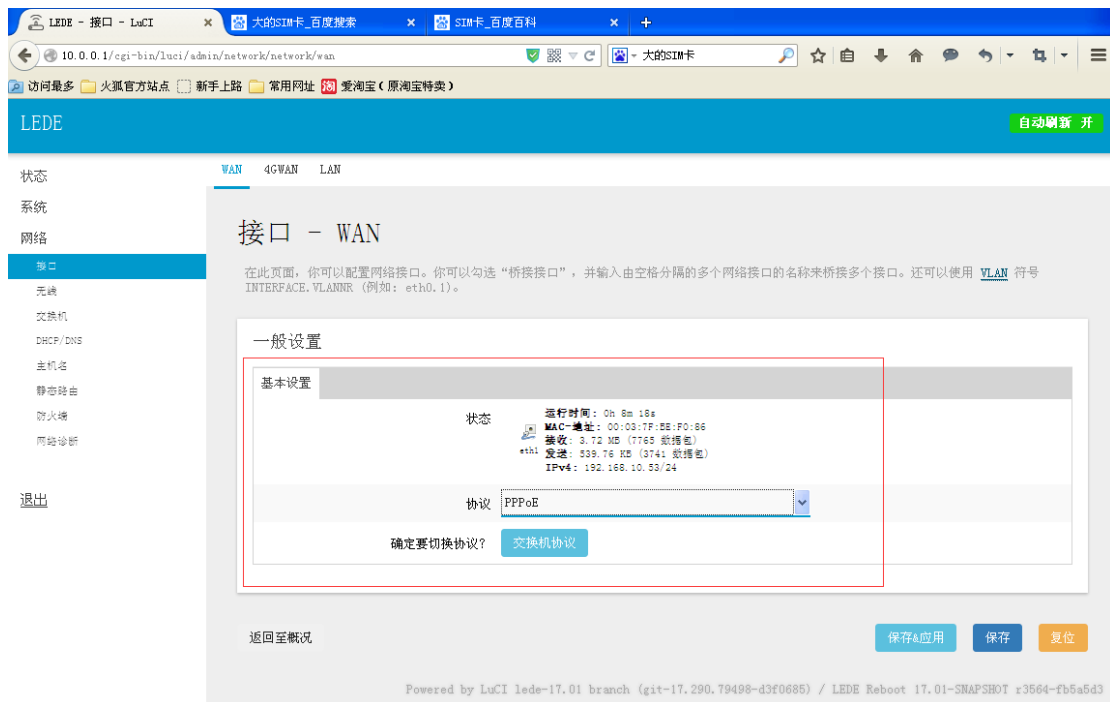 LEDE - 接口 - LuCI
大的SIM卡_百度搜索
SIM卡_百度百科
10.0.0.1/cgi-bin/luci/admin/network/network/wan
大的SIM卡
访问最多 火狐官方站点 新手上路 常用网址 爱淘宝(原淘宝特卖)
LEDE
自动刷新 开
WAN 4GWAN LAN
状态
系统
网络
接口
无线
交换机
DHCP/DNS
主机名
静态路由
防火墙
网络诊断
退出
接口 - WAN
在此页面，你可以配置网络接口。你可以勾选“桥接接口”，并输入由空格分隔的多个网络接口的名称来桥接多个接口。还可以使用 VLAN 符号
INTERFACE.VLANNR (例如: eth0.1)。
一般设置
基本设置
状态
eth1
运行时间: 0h 8m 18s
MAC-地址: 00:03:7F:BE:F0:86
接收: 3.72 MB (7765 数据包)
发送: 539.76 KB (3741 数据包)
IPv4: 192.168.10.53/24
协议 PPPoE
确定要切换协议? 交换机协议
返回至概况
保存&应用 保存 复位
Powered by LuCI lede-17.01 branch (git-17.290.79498-d3f0685) / LEDE Reboot 17.01-SNAPSHOT r3564-fb5a5d3